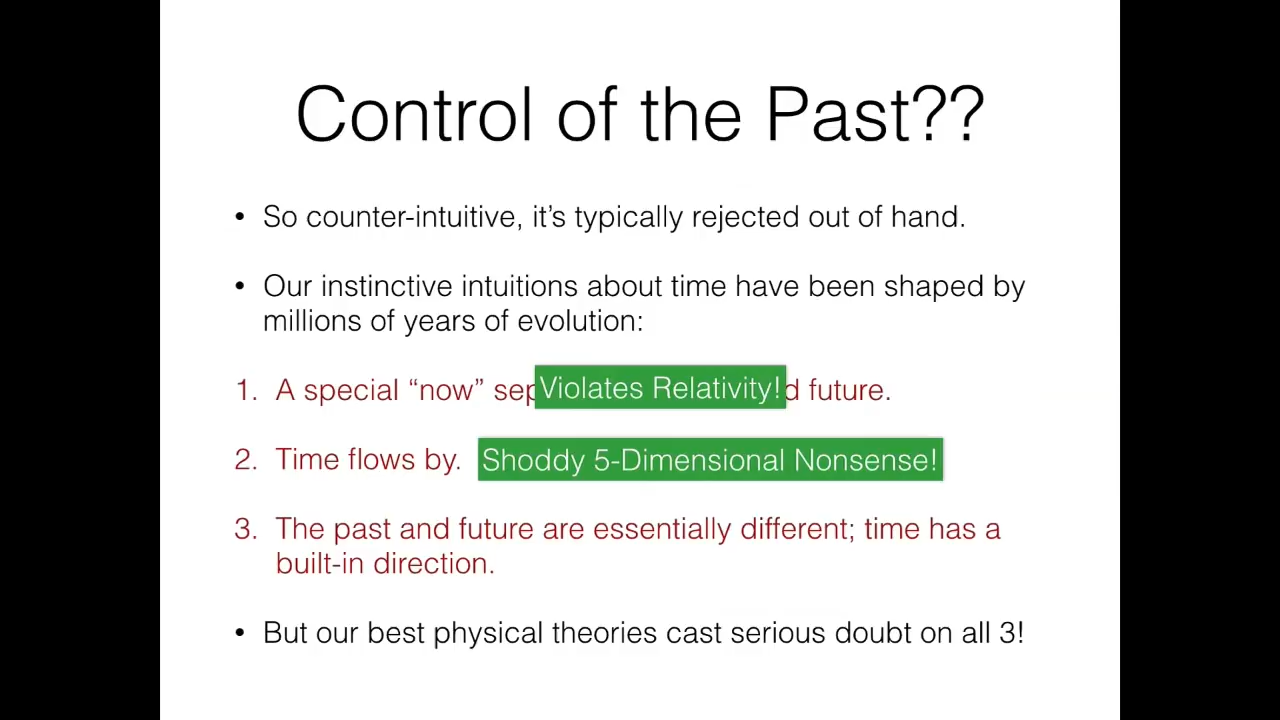 Control of the Past??
• So counter-intuitive, it's typically rejected out of hand.
• Our instinctive intuitions about time have been shaped by
millions of years of evolution:
1. A special “now” Violates Relativity! future.
2. Time flows by. Shoddy 5-Dimensional Nonsense!
3. The past and future are essentially different; time has a
built-in direction.
• But our best physical theories cast serious doubt on all 3!